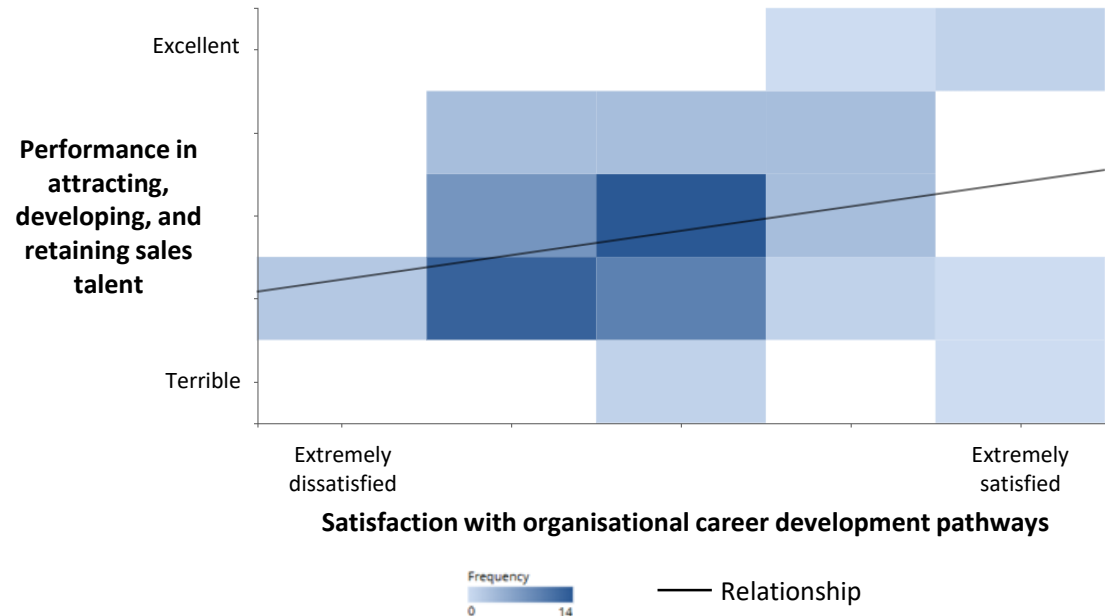 Excellent
Performance in
attracting,
developing, and
retaining sales
talent
Terrible
Extremely
dissatisfied
Extremely
satisfied
Satisfaction with organisational career development pathways
Frequency
0
14
Relationship